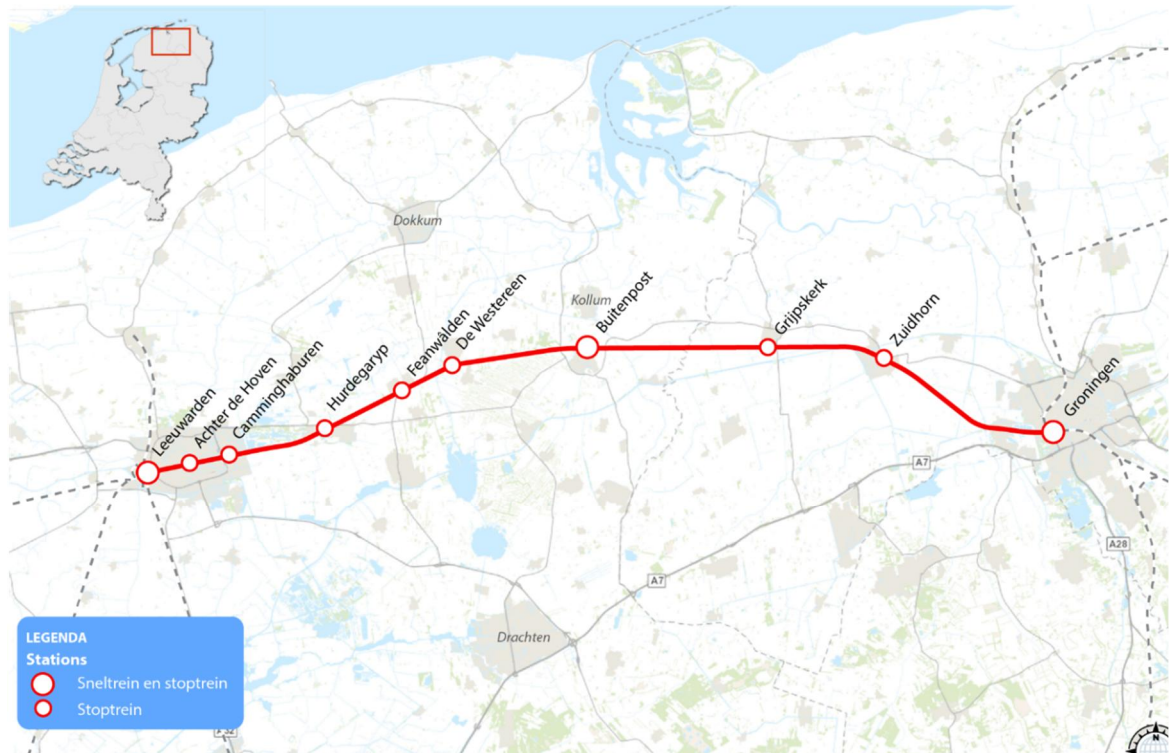 Dokkum
Kollum
Buitenpost
Grijpskerk
Zuidhorn
Groningen
De Westereen
Feanwâlden
Hurdegaryp
Camminghaburen
Achter de Hoven
Leeuwarden
A7
A7
A28
Drachten
LEGENDA
Stations
Sneltrein en stoptrein
Stoptrein
A32
N